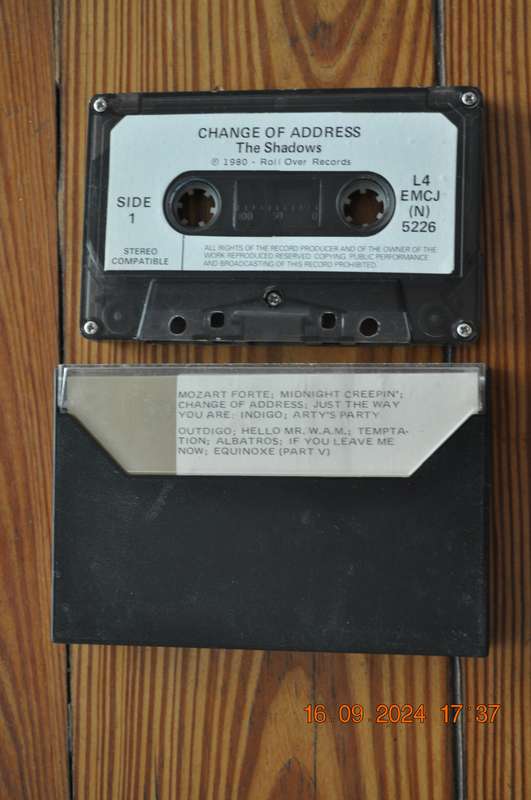 CHANGE OF ADDRESS
The Shadows
℗ 1980 - Roll Over Records
SIDE
1
L4
EMCJ
(N)
5226
100 50 0
STEREO
COMPATIBLE
ALL RIGHTS OF THE RECORD PRODUCER AND OF THE OWNER OF THE
WORK REPRODUCED RESERVED. COPYING, PUBLIC PERFORMANCE
AND BROADCASTING OF THIS RECORD PROHIBITED.
MOZART FORTE; MIDNIGHT CREEPIN';
CHANGE OF ADDRESS; JUST THE WAY
YOU ARE; INDIGO; ARTY'S PARTY
OUTDIGO; HELLO MR. W.A.M.; TEMPTA-
TION; ALBATROS; IF YOU LEAVE ME
NOW; EQUINOXE (PART V)
16.09.2024 17:37